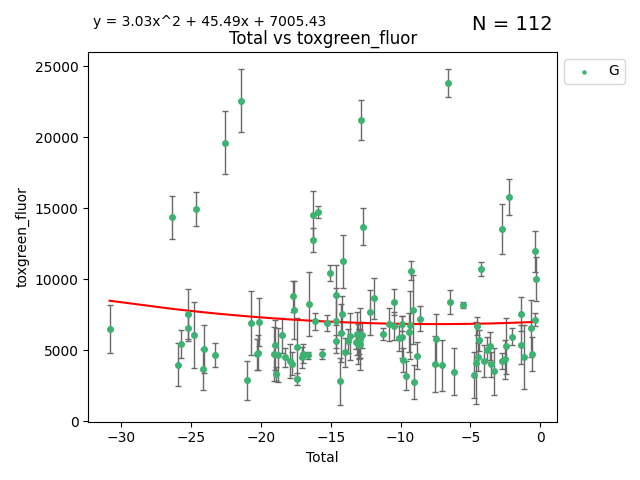 y = 3.03x^2 + 45.49x + 7005.43
N = 112
Total vs toxgreen_fluor
G
25000
20000
15000
10000
5000
0
toxgreen_fluor
−30 −25 −20 −15 −10 −5 0
Total